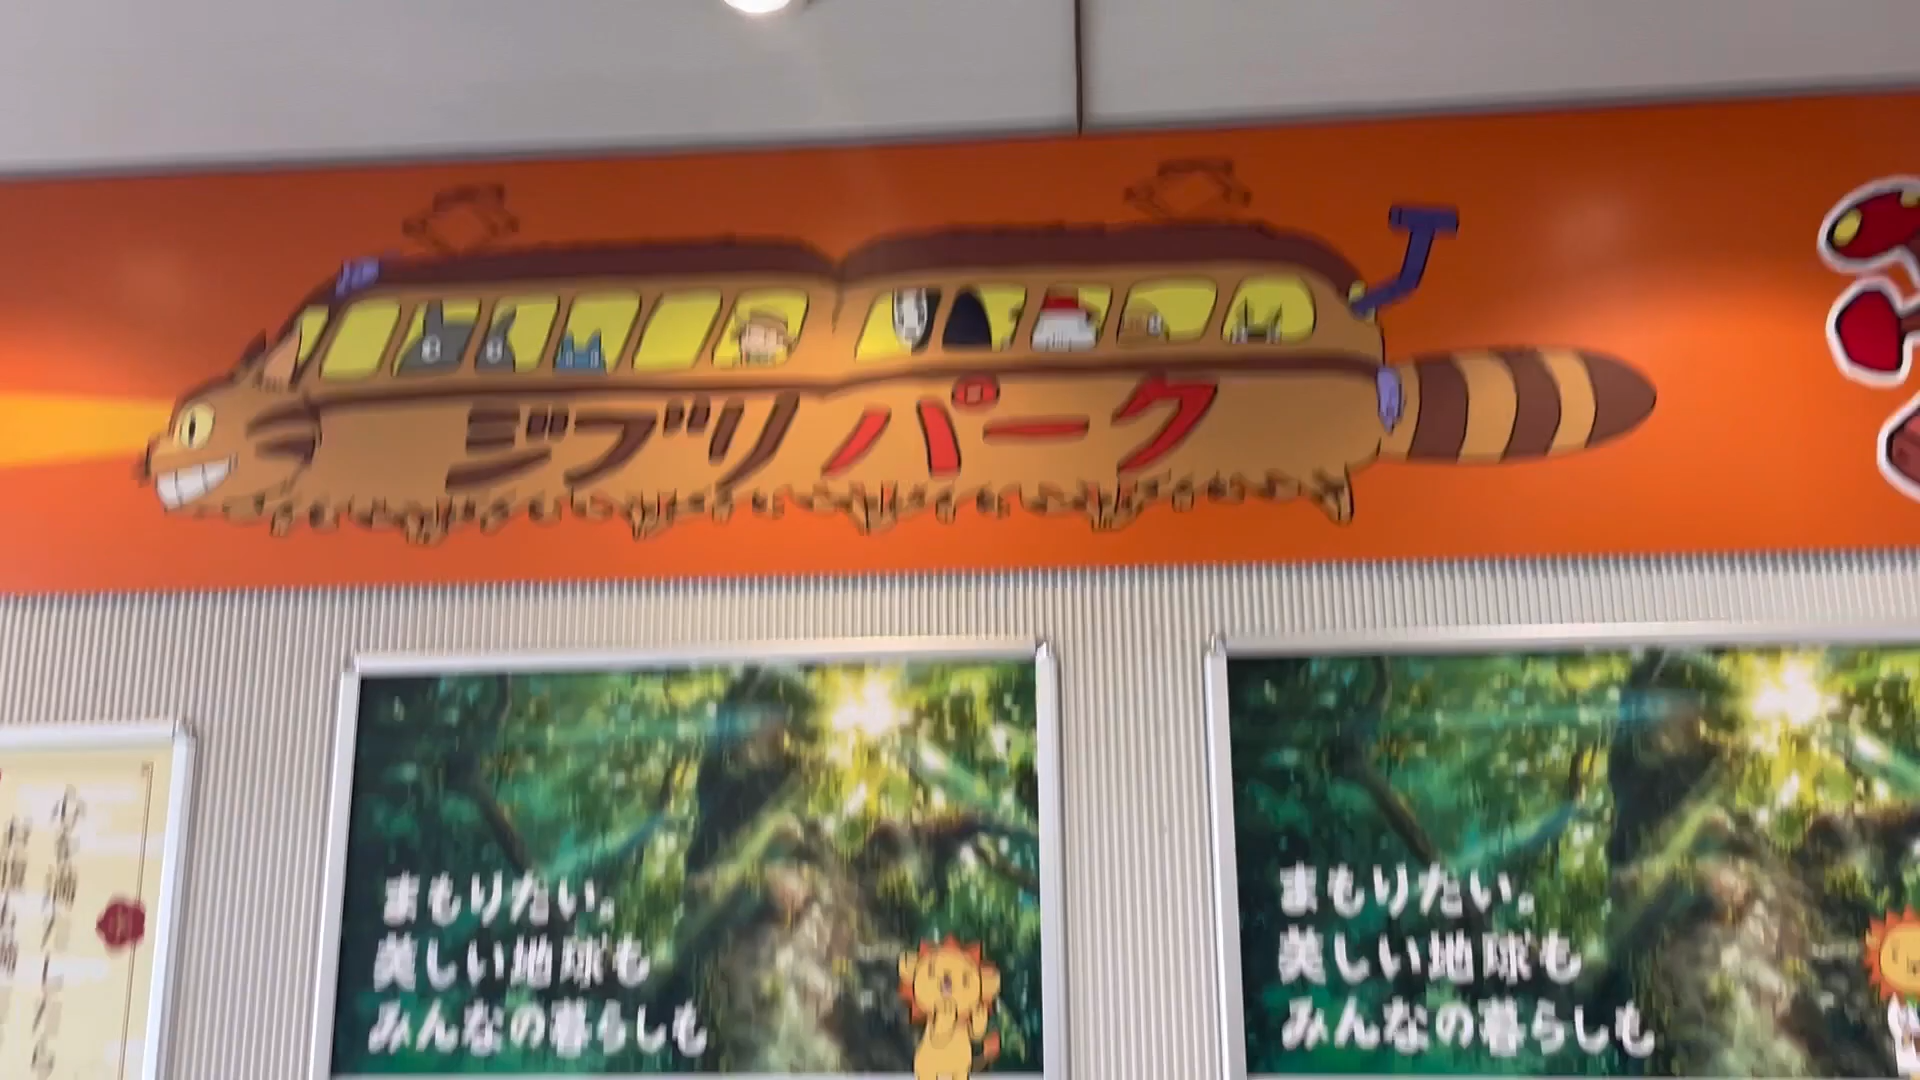 ジブリパーク
まもりたい。
美しい地球も
みんなの暮らしも
まもりたい。
美しい地球も
みんなの暮らしも